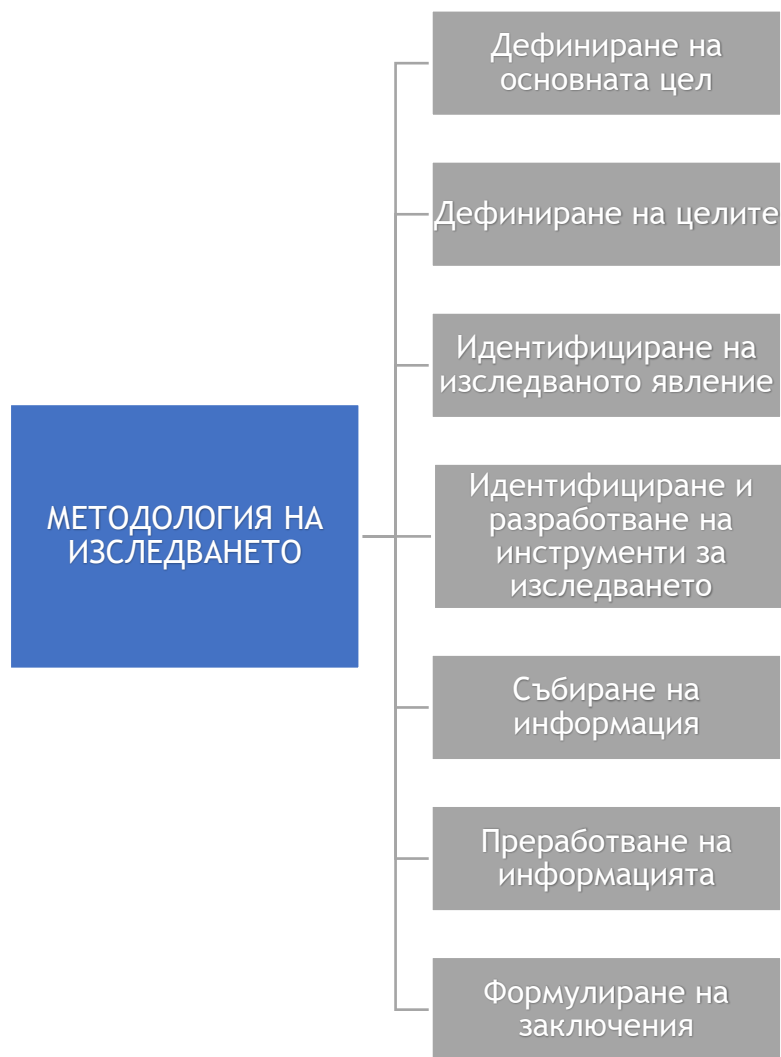 Дефиниране на
основната цел
Дефиниране на целите
Идентифициране на
изследваното явление
МЕТОДОЛОГИЯ НА
ИЗСЛЕДВАНЕТО
Идентифициране и
разработване на
инструменти за
изследването
Събиране на
информация
Преработване на
информацията
Формулиране на
заключения